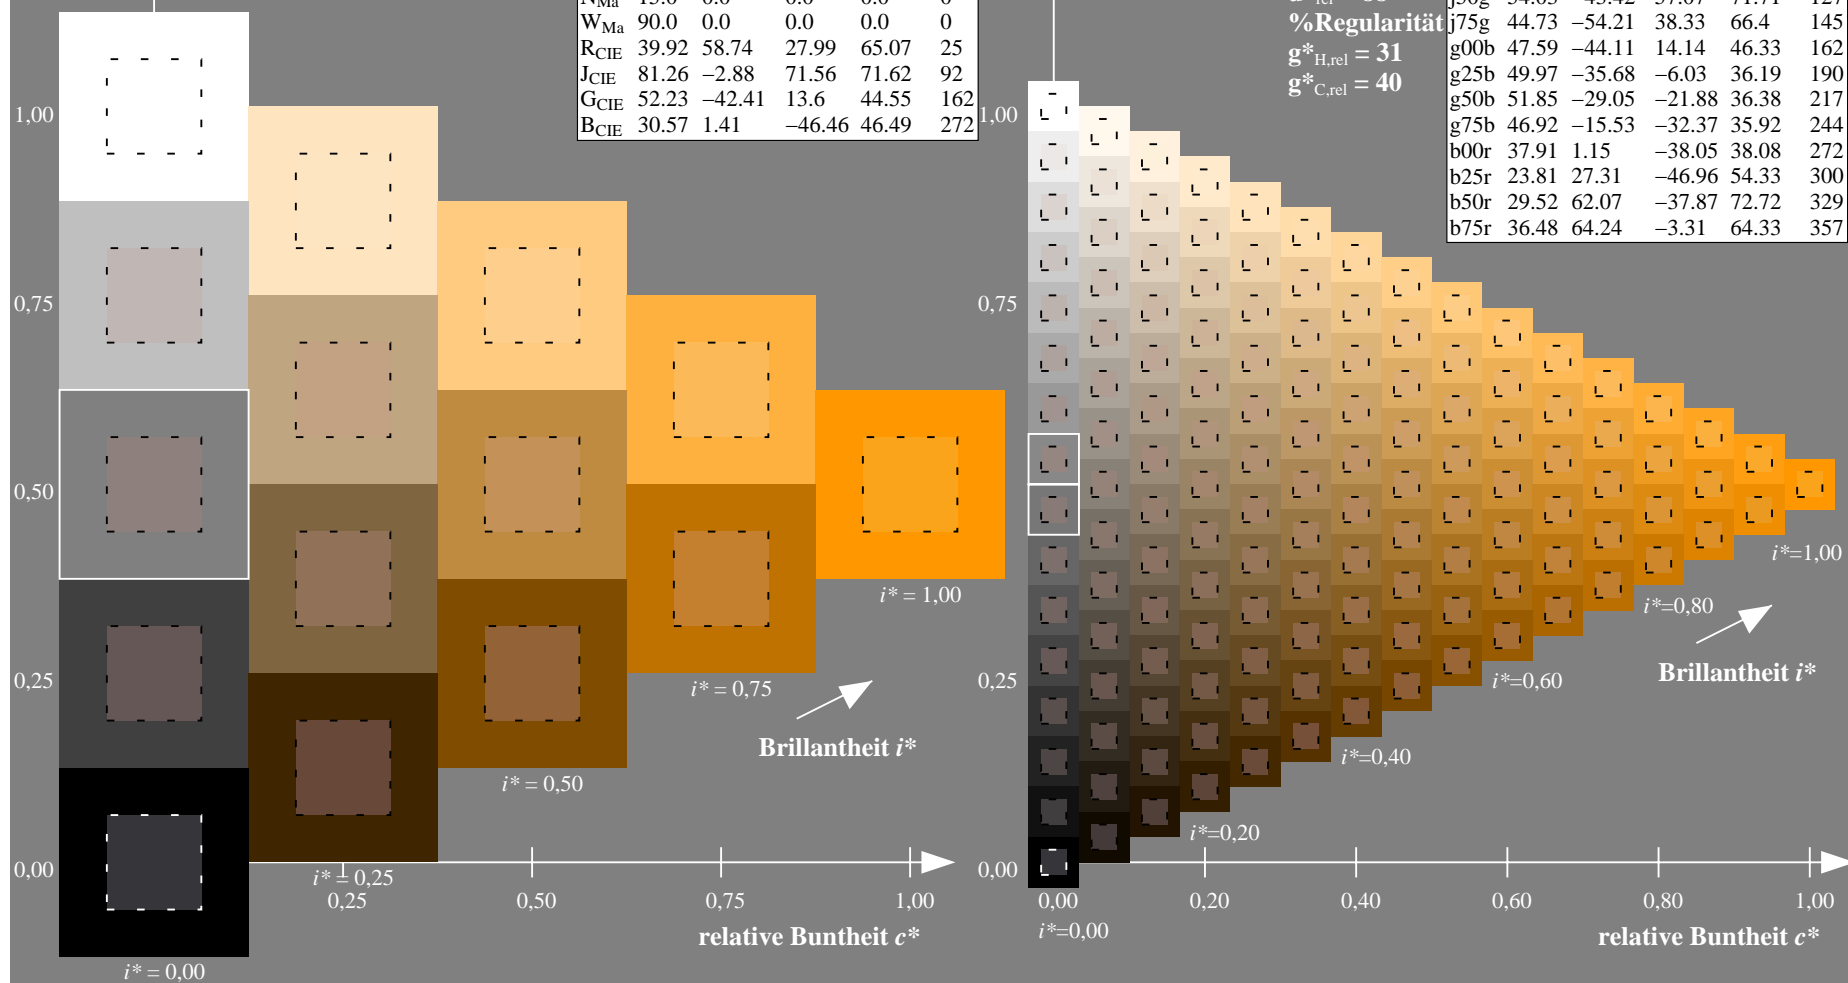 W_Ma 90.0 0.0 0.0 0.0 0
R_CIE 39.92 58.74 27.99 65.07 25
J_CIE 81.26 −2.88 71.56 71.62 92
G_CIE 52.23 −42.41 13.6 44.55 162
B_CIE 30.57 1.41 −46.46 46.49 272
1,00
0,75
0,50
0,25
0,00
i* = 1,00
i* = 0,75
i* = 0,50
i* = 0,25
i* = 0,00
Brillantheit i*
0,25 0,50 0,75 1,00
relative Buntheit c*
%Regularität
g*H,rel = 31
g*C,rel = 40
j75g 44.73 −54.21 38.33 66.4 145
g00b 47.59 −44.11 14.14 46.33 162
g25b 49.97 −35.68 −6.03 36.19 190
g50b 51.85 −29.05 −21.88 36.38 217
g75b 46.92 −15.53 −32.37 35.92 244
b00r 37.91 1.15 −38.05 38.08 272
b25r 23.81 27.31 −46.96 54.33 300
b50r 29.52 62.07 −37.87 72.72 329
b75r 36.48 64.24 −3.31 64.33 357
1,00
0,75
0,50
0,25
0,00
i*=1,00
i*=0,80
i*=0,60
i*=0,40
i*=0,20
i*=0,00
Brillantheit i*
0,00 0,20 0,40 0,60 0,80 1,00
relative Buntheit c*